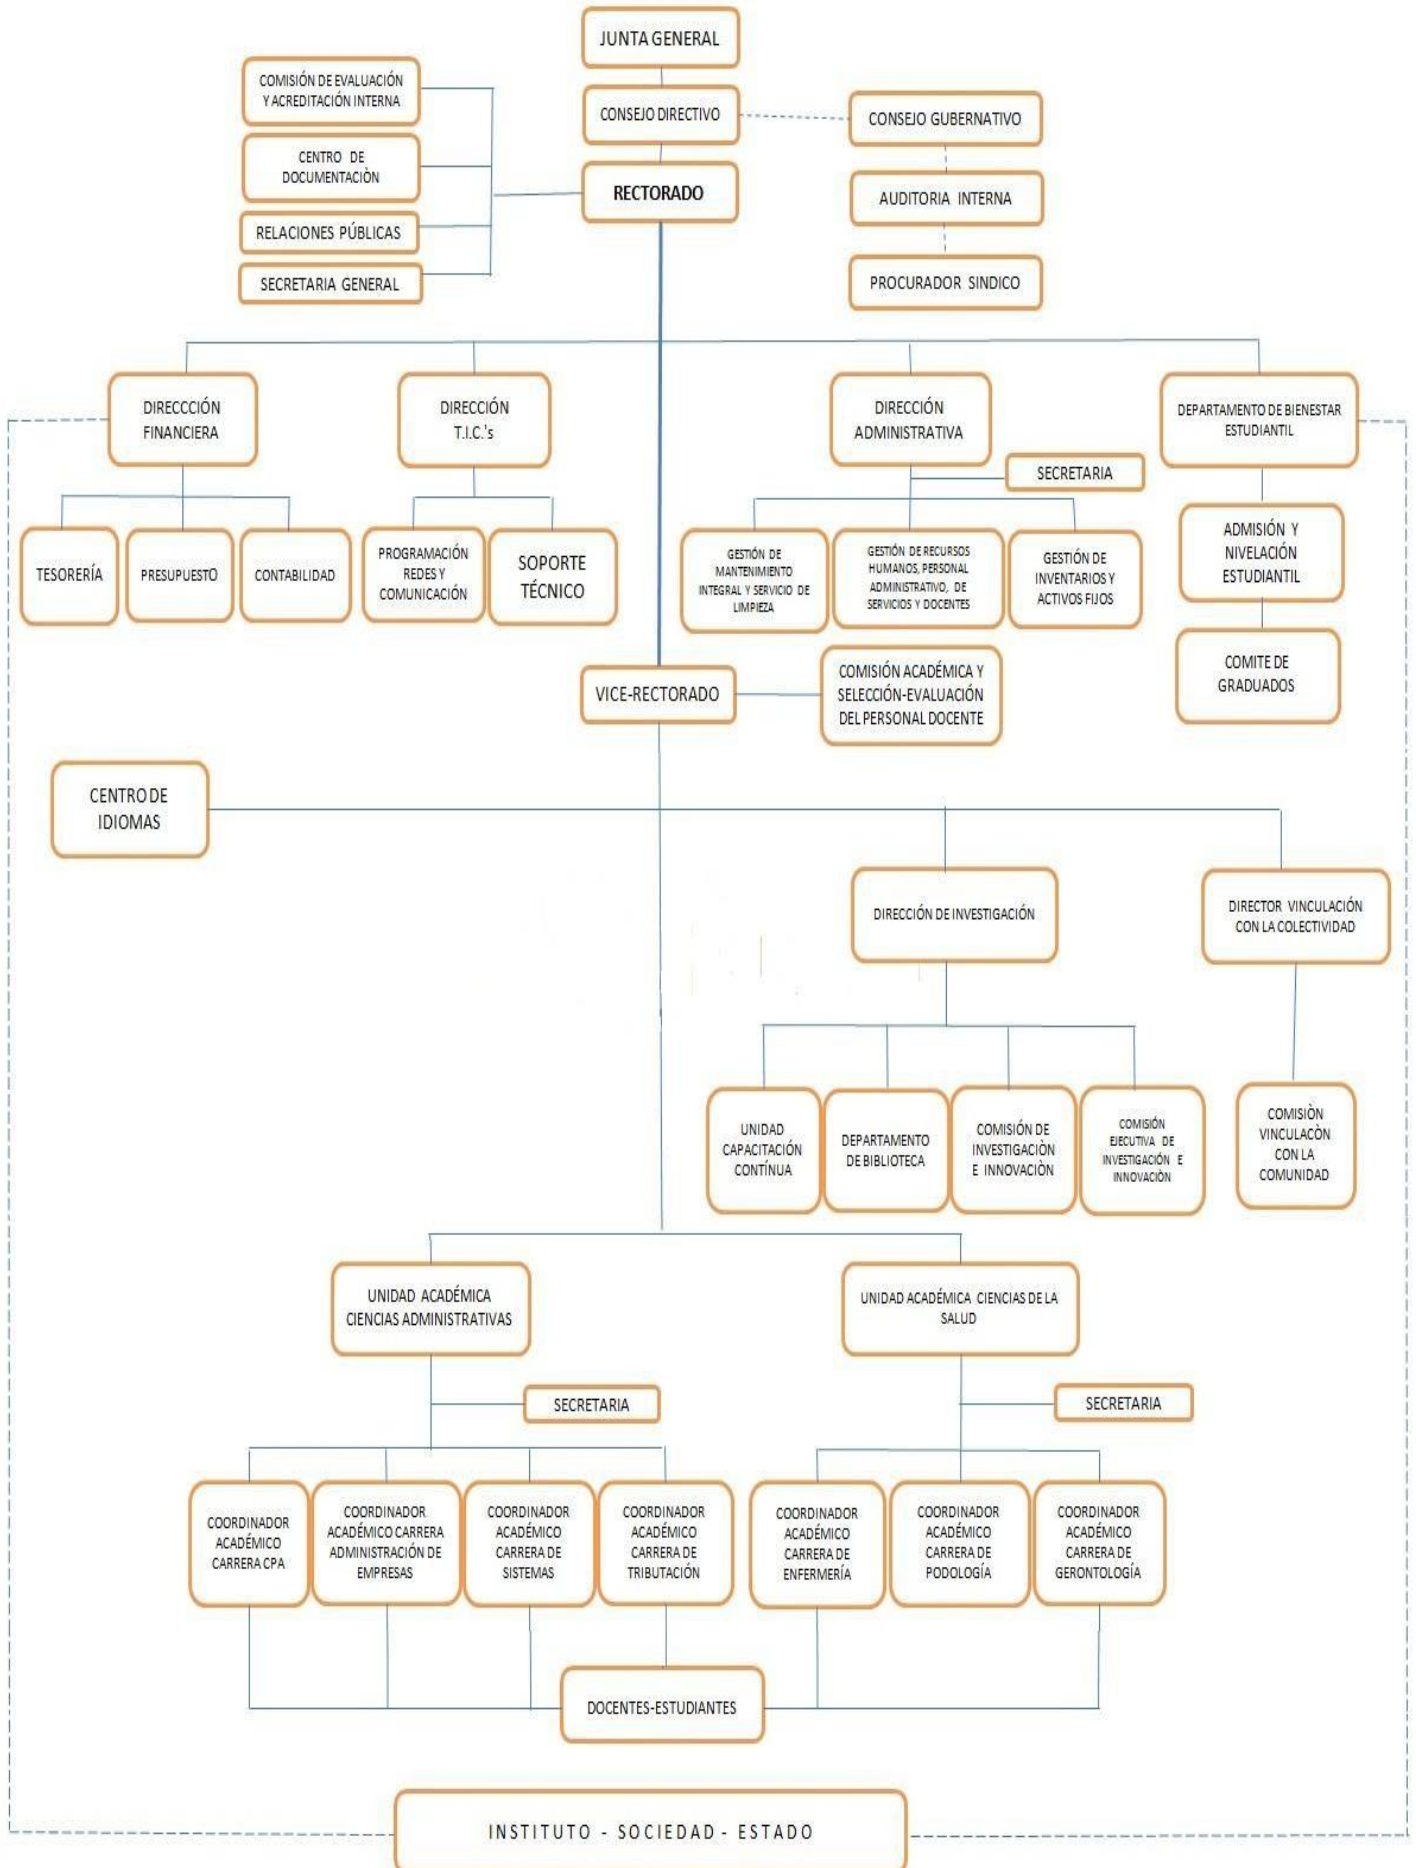 JUNTA GENERAL
COMISIÓN DE EVALUACIÓN
Y ACREDITACIÓN INTERNA
CONSEJO DIRECTIVO
CONSEJO GUBERNATIVO
CENTRO DE
DOCUMENTACIÒN
RECTORADO
AUDITORIA INTERNA
RELACIONES PÚBLICAS
SECRETARIA GENERAL
PROCURADOR SINDICO
DIRECCCIÓN
FINANCIERA
DIRECCIÓN
T.I.C.'s
DIRECCIÓN
ADMINISTRATIVA
DEPARTAMENTO DE BIENESTAR
ESTUDIANTIL
SECRETARIA
TESORERÍA
PRESUPUESTO
CONTABILIDAD
PROGRAMACIÓN
REDES Y
COMUNICACIÓN
SOPORTE
TÉCNICO
GESTIÓN DE
MANTENIMIENTO
INTEGRAL Y SERVICIO DE
LIMPIEZA
GESTIÓN DE RECURSOS
HUMANOS, PERSONAL
ADMINISTRATIVO, DE
SERVICIOS Y DOCENTES
GESTIÓN DE
INVENTARIOS Y
ACTIVOS FIJOS
ADMISIÓN Y
NIVELACIÓN
ESTUDIANTIL
VICE-RECTORADO
COMISIÓN ACADÉMICA Y
SELECCIÓN-EVALUACIÓN
DEL PERSONAL DOCENTE
COMITE DE
GRADUADOS
CENTRO DE
IDIOMAS
DIRECCIÓN DE INVESTIGACIÓN
DIRECTOR VINCULACIÓN
CON LA COLECTIVIDAD
UNIDAD
CAPACITACIÓN
CONTÍNUA
DEPARTAMENTO
DE BIBLIOTECA
COMISIÓN DE
INVESTIGACIÒN
E INNOVACIÒN
COMISIÓN
EJECUTIVA DE
INVESTIGACIÓN E
INNOVACIÒN
COMISIÒN
VINCULACÒN
CON LA
COMUNIDAD
UNIDAD ACADÉMICA
CIENCIAS ADMINISTRATIVAS
UNIDAD ACADÉMICA CIENCIAS DE LA
SALUD
SECRETARIA
SECRETARIA
COORDINADOR
ACADÉMICO
CARRERA CPA
COORDINADOR
ACADÉMICO CARRERA
ADMINISTRACIÓN DE
EMPRESAS
COORDINADOR
ACADÉMICO
CARRERA DE
SISTEMAS
COORDINADOR
ACADÉMICO
CARRERA DE
TRIBUTACIÓN
COORDINADOR
ACADÉMICO
CARRERA DE
ENFERMERÍA
COORDINADOR
ACADÉMICO
CARRERA DE
PODOLOGÍA
COORDINADOR
ACADÉMICO
CARRERA DE
GERONTOLOGÍA
DOCENTES-ESTUDIANTES
INSTITUTO - SOCIEDAD - ESTADO